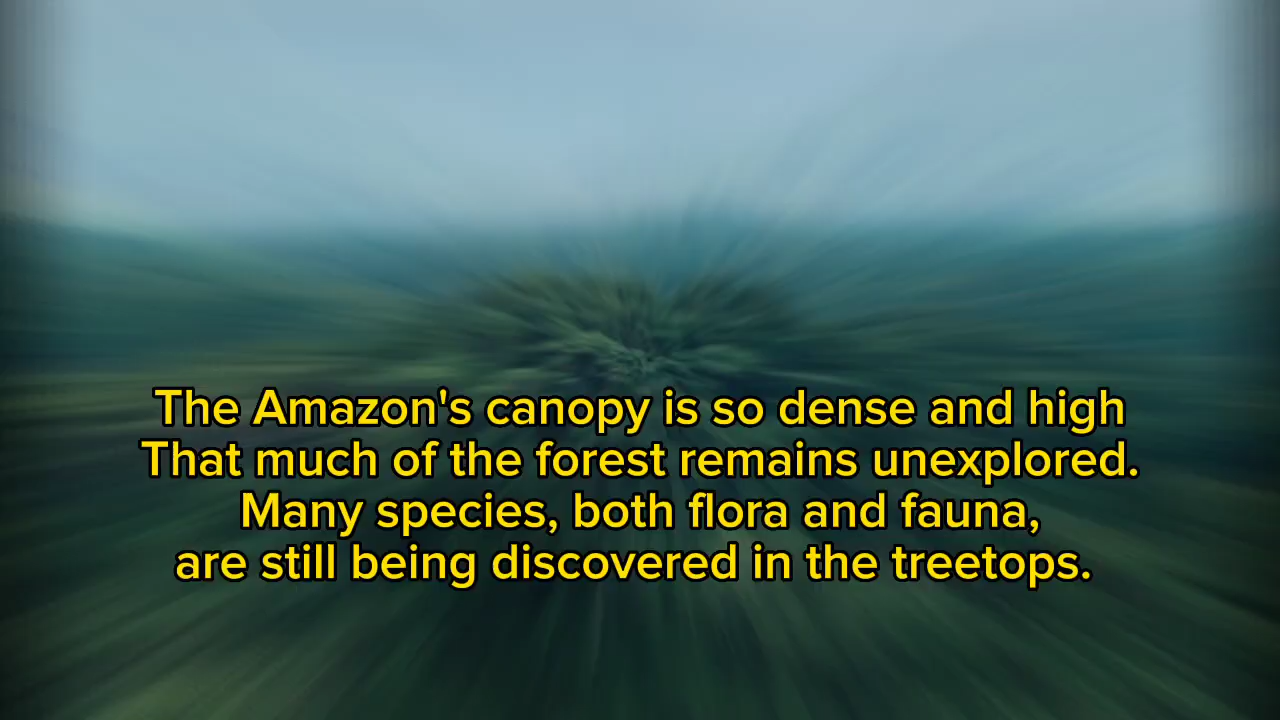 The Amazon's canopy is so dense and high
That much of the forest remains unexplored.
Many species, both flora and fauna,
are still being discovered in the treetops.